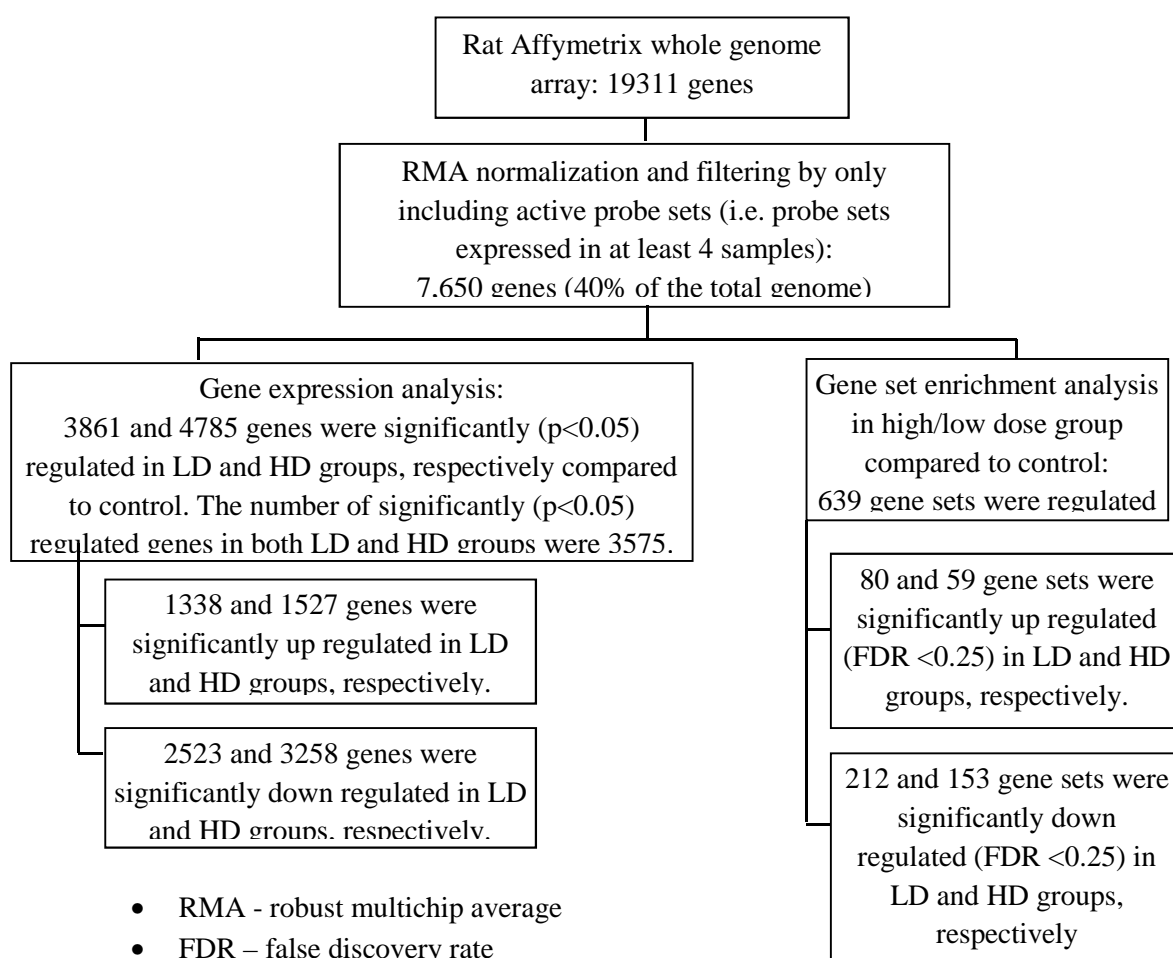 Rat Affymetrix whole genome
array: 19311 genes
RMA normalization and filtering by only
including active probe sets (i.e. probe sets
expressed in at least 4 samples):
7.650 genes (40% of the total genome)
Gene expression analysis:
3861 and 4785 genes were significantly (p<0.05)
regulated in LD and HD groups, respectively compared
to control. The number of significantly (p<0.05)
regulated genes in both LD and HD groups were 3575.
1338 and 1527 genes were
significantly up regulated in LD
and HD groups, respectively.
2523 and 3258 genes were
significantly down regulated in LD
and HD groups, respectively.
Gene set enrichment analysis
in high/low dose group
compared to control:
639 gene sets were regulated
80 and 59 gene sets were
significantly up regulated
(FDR <0.25) in LD and HD
groups, respectively.
212 and 153 gene sets were
significantly down
regulated (FDR <0.25) in
LD and HD groups,
respectively
• RMA - robust multichip average
• FDR – false discovery rate